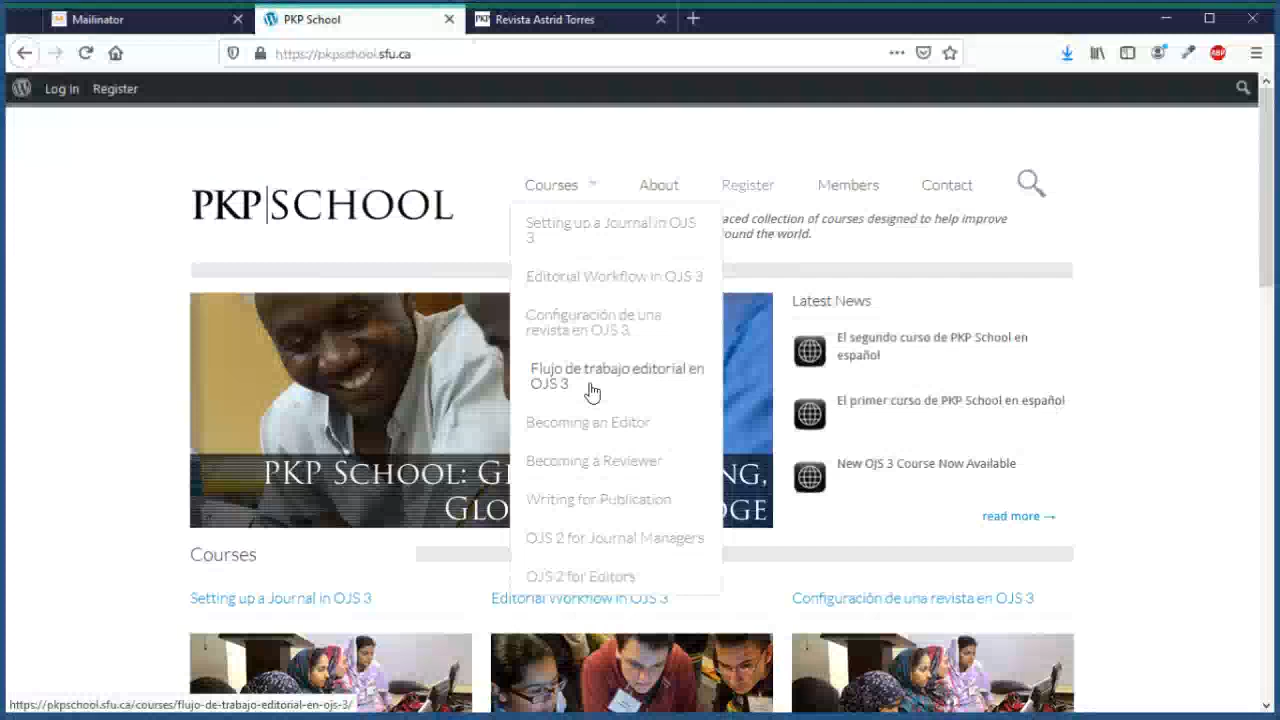 Mailinator
PKP School
PKP Revista Astrid Torres
https://pkpschool.sfu.ca
ABP
Log in Register
PKP|SCHOOL
Courses About Register Members Contact
Setting up a Journal in OJS
3
aced collection of courses designed to help improve
ound the world.
Editorial Workflow in OJS 3
Configuración de una
revista en OJS 3.
Flujo de trabajo editorial en
OJS 3
Becoming an Editor
Becoming a Reviewer
Writing for Publication
OJS 2 for Journal Managers
OJS 2 for Editors
PKP SCHOOL: G NG,
GLO DGE
Latest News
El segundo curso de PKP School en
español
El primer curso de PKP School en español
New OJS 3 Course Now Available
read more →
Courses
Setting up a Journal in OJS 3
Editorial Workflow in OJS 3
Configuración de una revista en OJS 3
https://pkpschool.sfu.ca/courses/flujo-de-trabajo-editorial-en-ojs-3/